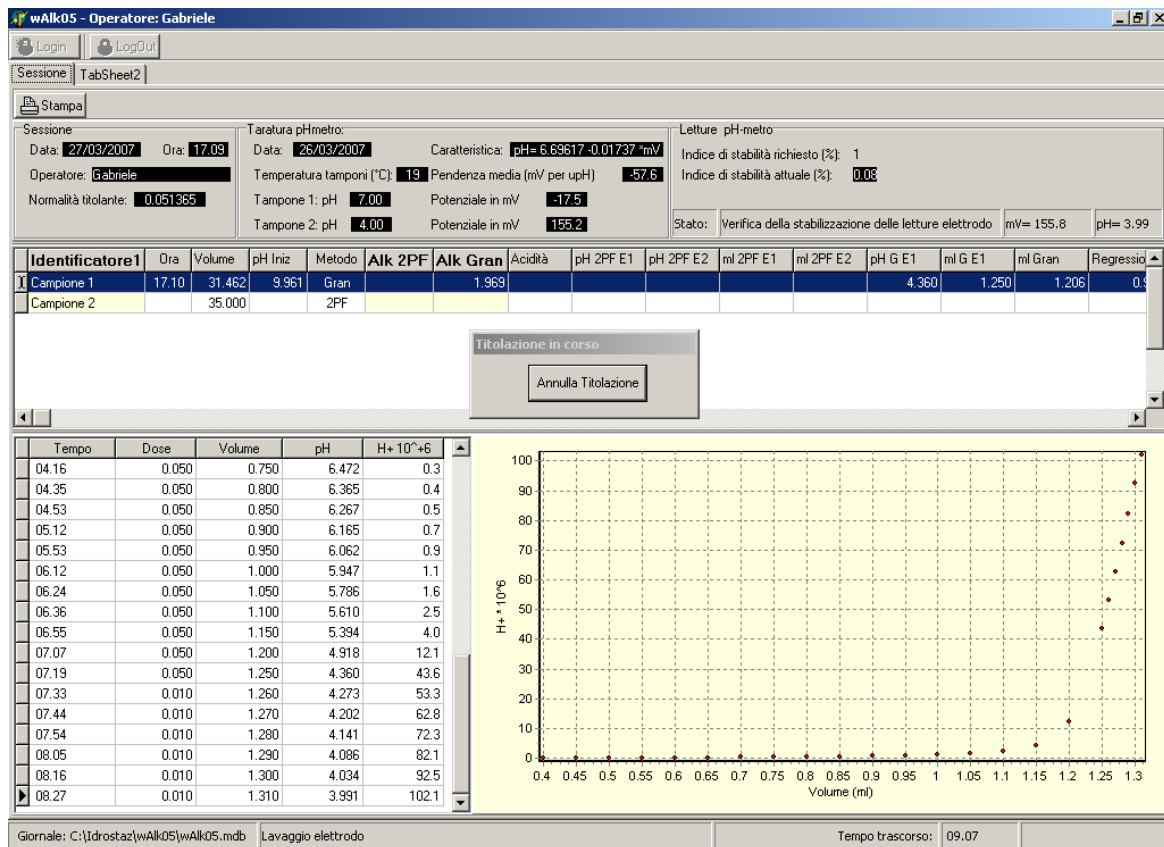 wAlk05 - Operatore: Gabriele
Login LogOut
Sessione TabSheet2
Stampa
Sessione
Data: 27/03/2007 Ora: 17.09
Operatore: Gabriele
Normalità titolante: 0.051365
Taratura pHmetro:
Data: 26/03/2007 Caratteristica: pH= 6.69617 -0.01737 *mV
Temperatura tamponi (°C): 19 Pendenza media (mV per upH) -57.6
Tampone 1: pH 7.00 Potenziale in mV -17.5
Tampone 2: pH 4.00 Potenziale in mV 155.2
Letture pH-metro
Indice di stabilità richiesto (%): 1
Indice di stabilità attuale (%): 0.08
Stato: Verifica della stabilizzazione delle letture elettrodo mV= 155.8 pH= 3.99
Identificatore1 Ora Volume pH Iniz Metodo Alk 2PF Alk Gran Acidità pH 2PF E1 pH 2PF E2 ml 2PF E1 ml 2PF E2 pH G E1 ml G E1 ml Gran Regressio
Campione 1 17.10 31.462 9.961 Gran 1.969 4.360 1.250 1.206 0.9
Campione 2 35.000 2PF
Titolazione in corso
Annulla Titolazione
Tempo Dose Volume pH H+ 10^+6
04.16 0.050 0.750 6.472 0.3
04.35 0.050 0.800 6.365 0.4
04.53 0.050 0.850 6.267 0.5
05.12 0.050 0.900 6.165 0.7
05.53 0.050 0.950 6.062 0.9
06.12 0.050 1.000 5.947 1.1
06.24 0.050 1.050 5.786 1.6
06.36 0.050 1.100 5.610 2.5
06.55 0.050 1.150 5.394 4.0
07.07 0.050 1.200 4.918 12.1
07.19 0.050 1.250 4.360 43.6
07.33 0.010 1.260 4.273 53.3
07.44 0.010 1.270 4.202 62.8
07.54 0.010 1.280 4.141 72.3
08.05 0.010 1.290 4.086 82.1
08.16 0.010 1.300 4.034 92.5
08.27 0.010 1.310 3.991 102.1
H+ * 10^6
100
90
80
70
60
50
40
30
20
10
0
0.4 0.45 0.5 0.55 0.6 0.65 0.7 0.75 0.8 0.85 0.9 0.95 1 1.05 1.1 1.15 1.2 1.25 1.3
Volume (ml)
Giornale: C:\Idrostaz\wAlk05\wAlk05.mdb Lavaggio elettrodo Tempo trascorso: 09.07